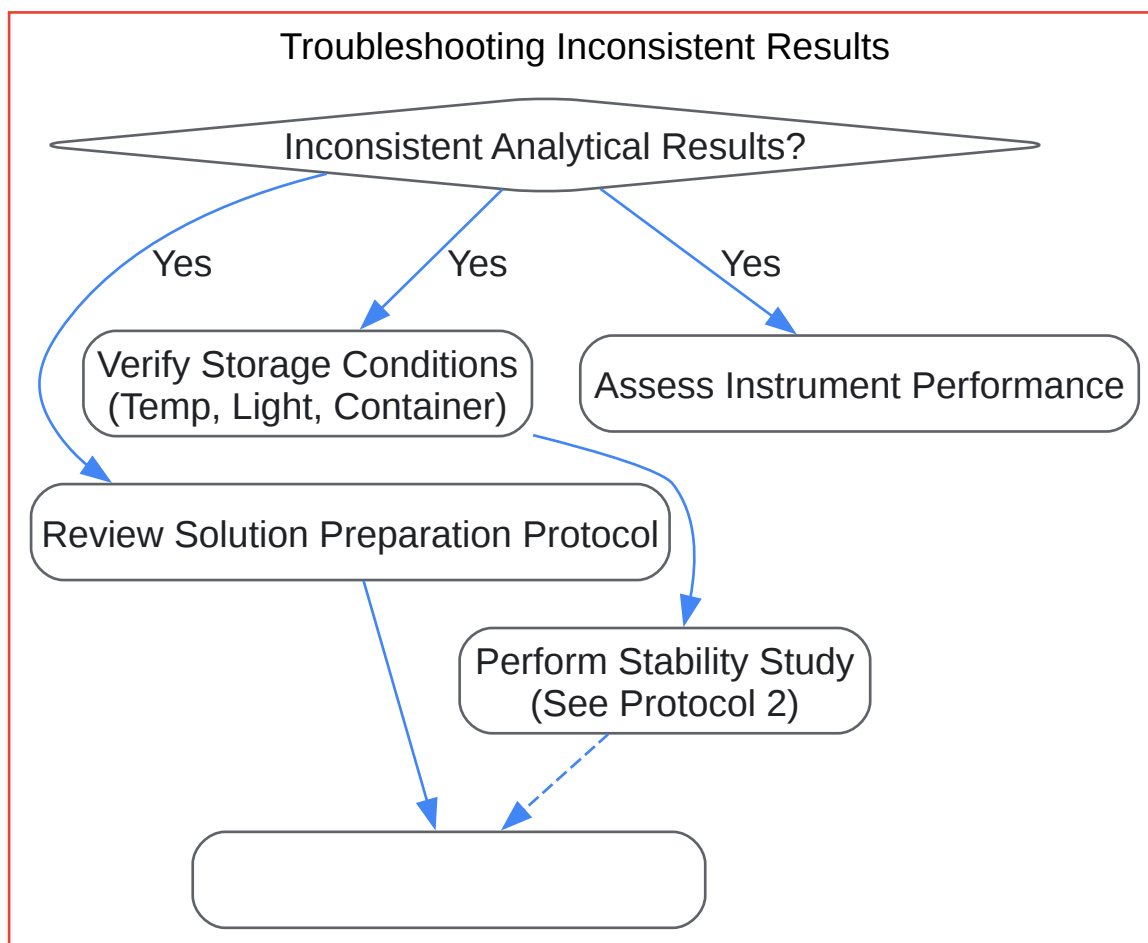 Troubleshooting Inconsistent Results
Inconsistent Analytical Results?
Yes
Yes
Yes
Verify Storage Conditions
(Temp, Light, Container)
Assess Instrument Performance
Review Solution Preparation Protocol
Perform Stability Study
(See Protocol 2)